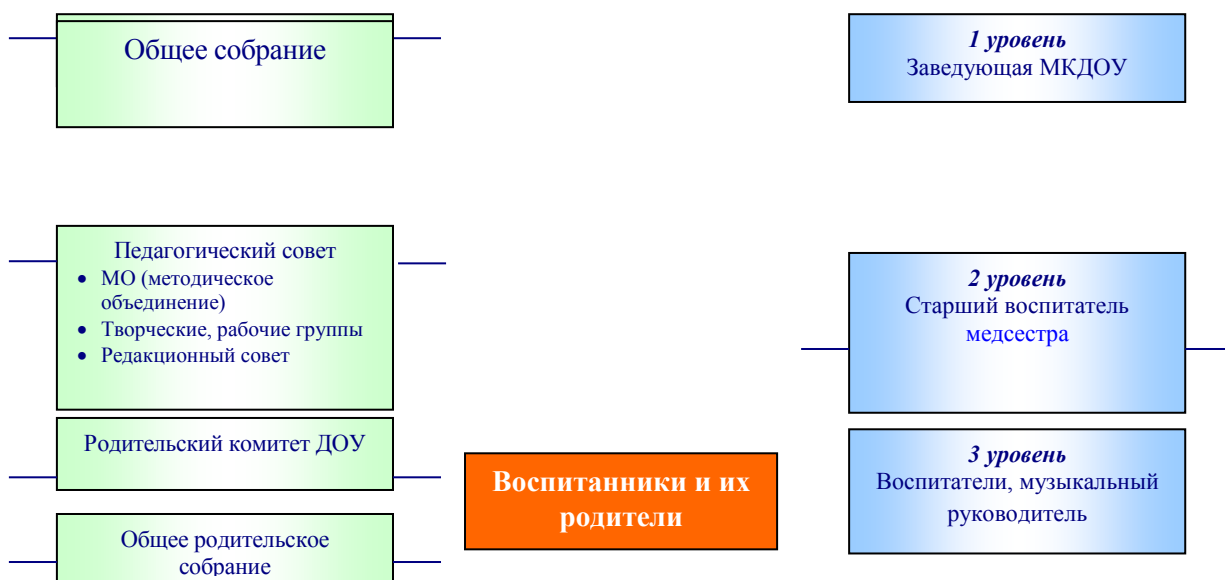 Общее собрание
1 уровень
Заведующая МКДОУ
Педагогический совет
• МО (методическое
объединение)
• Творческие, рабочие группы
• Редакционный совет
2 уровень
Старший воспитатель
медсестра
Родительский комитет ДОУ
Воспитанники и их
родители
3 уровень
Воспитатели, музыкальный
руководитель
Общее родительское
собрание